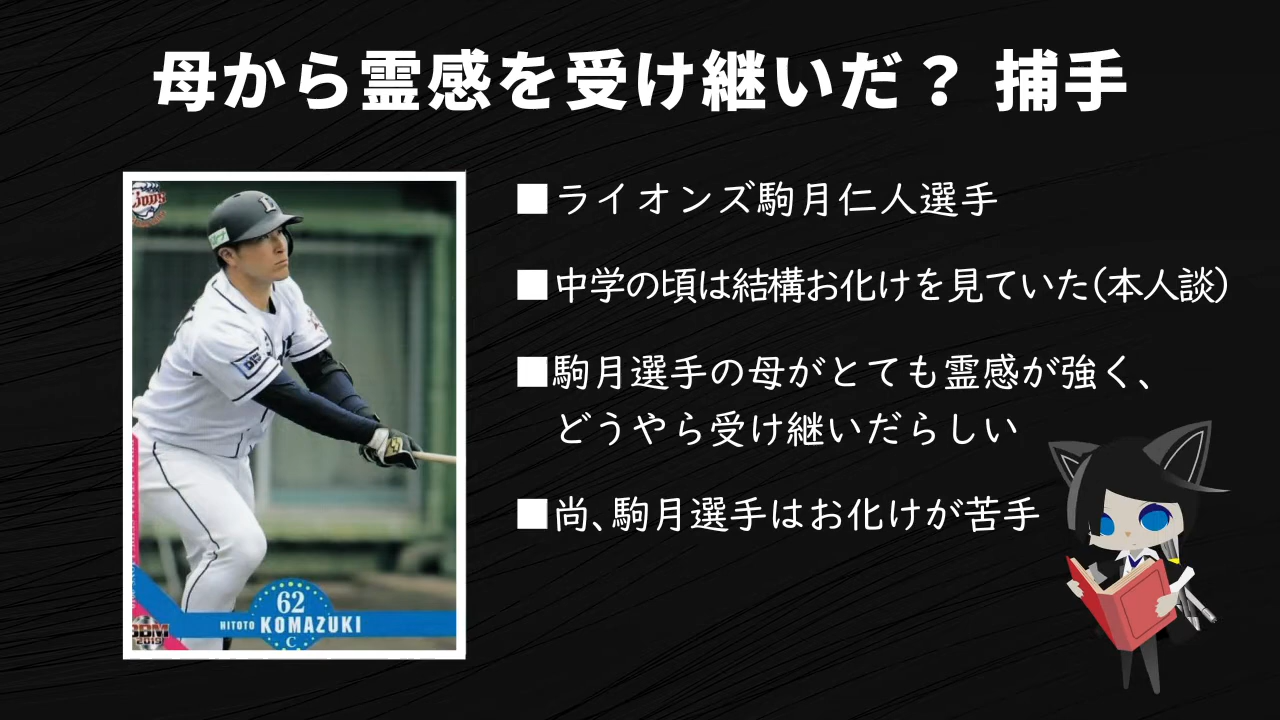 母から霊感を受け継いだ？ 捕手
■ライオンズ駒月仁人選手
■中学の頃は結構お化けを見ていた(本人談)
■駒月選手の母がとても霊感が強く、
どうやら受け継いだらしい
■尚、駒月選手はお化けが苦手
Lions
62
HITOTO KOMAZUKI
C
BBM
2019